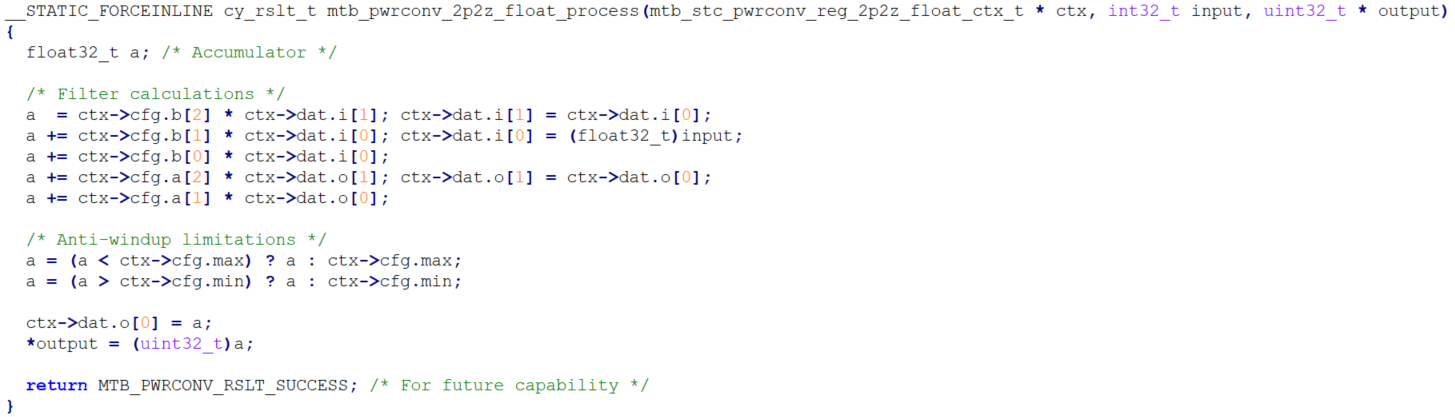 __STATIC_FORCEINLINE cy_rslt_t mtb_pwrconv_2p2z_float_process(mtb_stc_pwrconv_reg_2p2z_float_ctx_t * ctx, int32_t input, uint32_t * output)
{
  float32_t a; /* Accumulator */

  /* Filter calculations */
  a  = ctx->cfg.b[2] * ctx->dat.i[1]; ctx->dat.i[1] = ctx->dat.i[0];
  a += ctx->cfg.b[1] * ctx->dat.i[0]; ctx->dat.i[0] = (float32_t)input;
  a += ctx->cfg.b[0] * ctx->dat.i[0];
  a += ctx->cfg.a[2] * ctx->dat.o[1]; ctx->dat.o[1] = ctx->dat.o[0];
  a += ctx->cfg.a[1] * ctx->dat.o[0];

  /* Anti-windup limitations */
  a = (a < ctx->cfg.max) ? a : ctx->cfg.max;
  a = (a > ctx->cfg.min) ? a : ctx->cfg.min;

  ctx->dat.o[0] = a;
  *output = (uint32_t)a;

  return MTB_PWRCONV_RSLT_SUCCESS; /* For future capability */
}